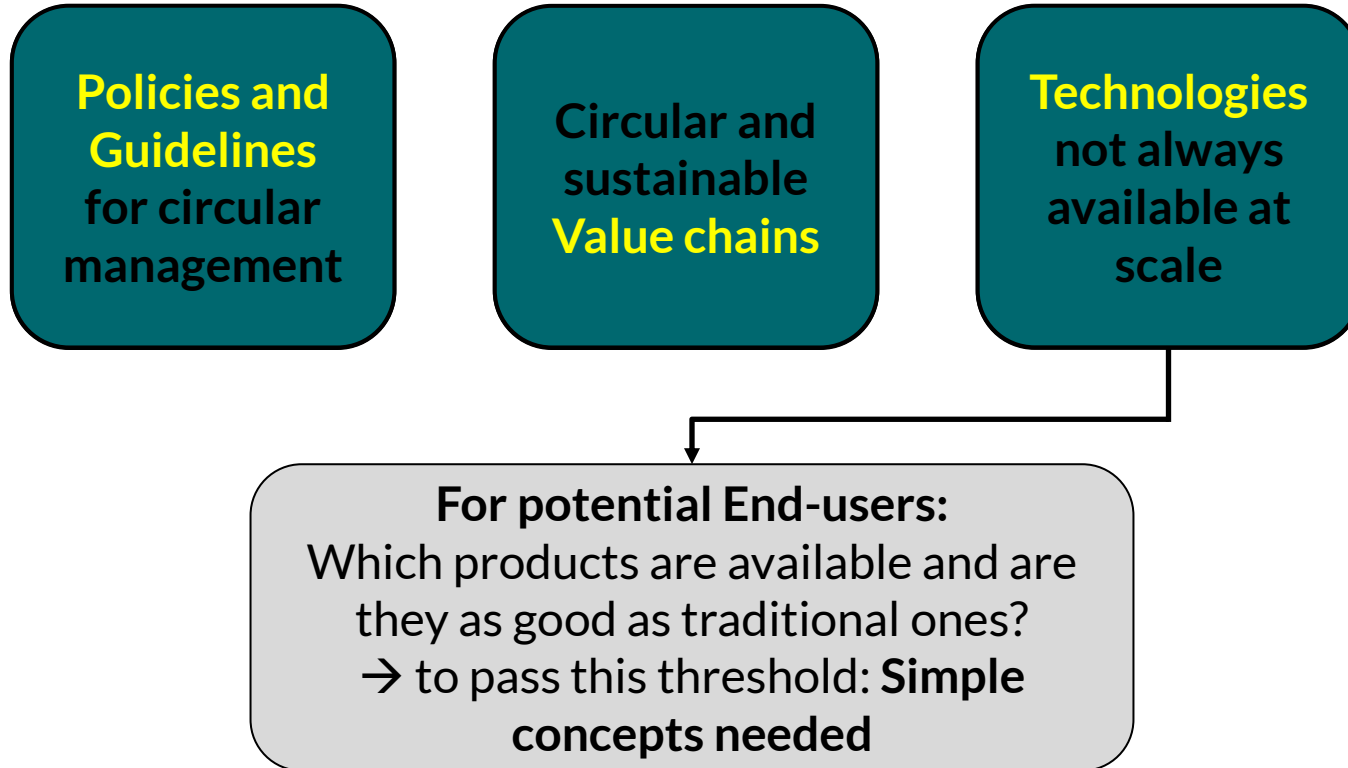 Policies and
Guidelines
for circular
management
Circular and
sustainable
Value chains
Technologies
not always
available at
scale
For potential End-users:
Which products are available and are
they as good as traditional ones?
→ to pass this threshold: Simple
concepts needed